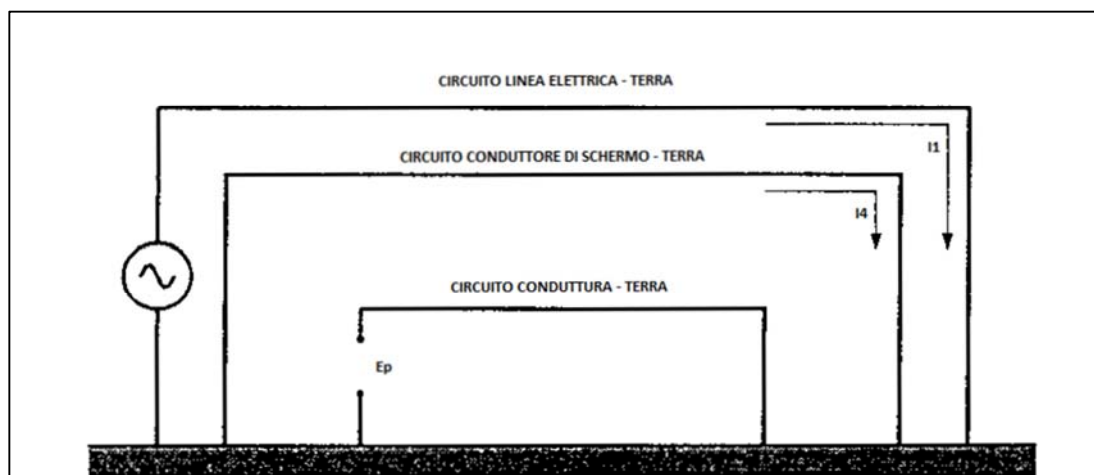 CIRCUITO LINEA ELETTRICA - TERRA
I1
CIRCUITO CONDUTTORE DI SCHERMO - TERRA
I4
CIRCUITO CONDUTTURA - TERRA
Ep